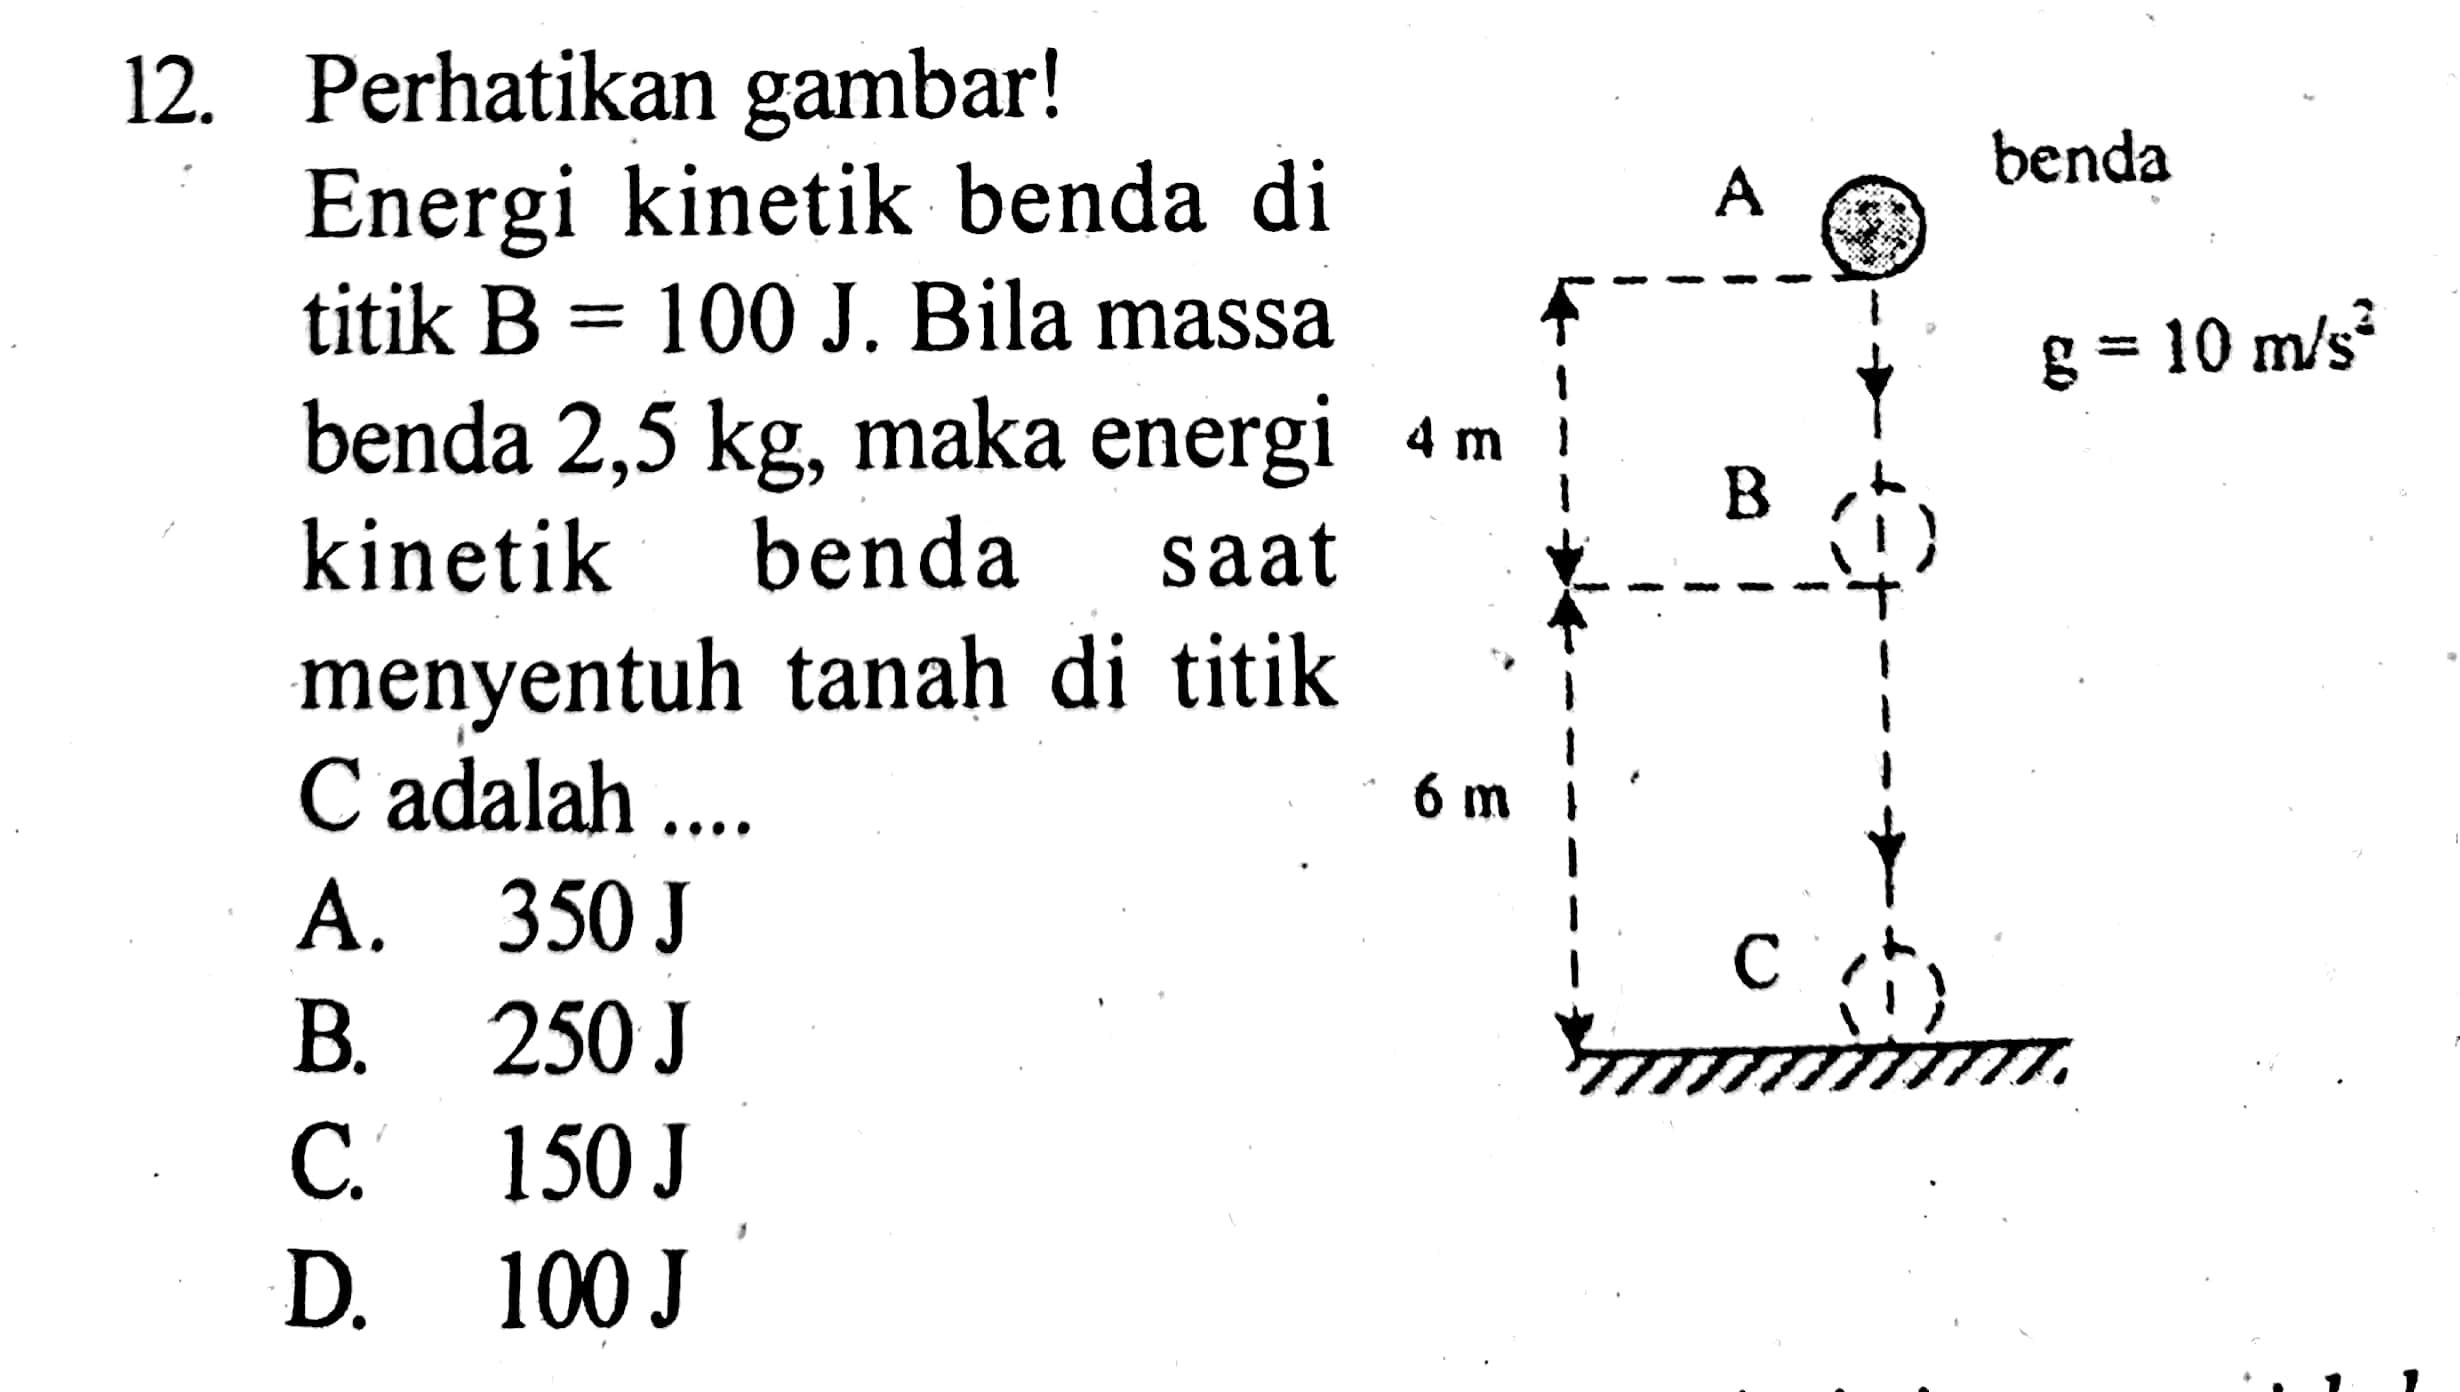 12. Perhatikan gambar!
Energi kinetik benda di
titik B = 100 J. Bila massa
benda 2,5 kg, maka energi
kinetik benda saat
menyentuh tanah di titik
C adalah ....
A. 350 J
B. 250 J
C. 150 J
D. 100 J
benda
A
g = 10 m/s²
4 m
B
6 m
C